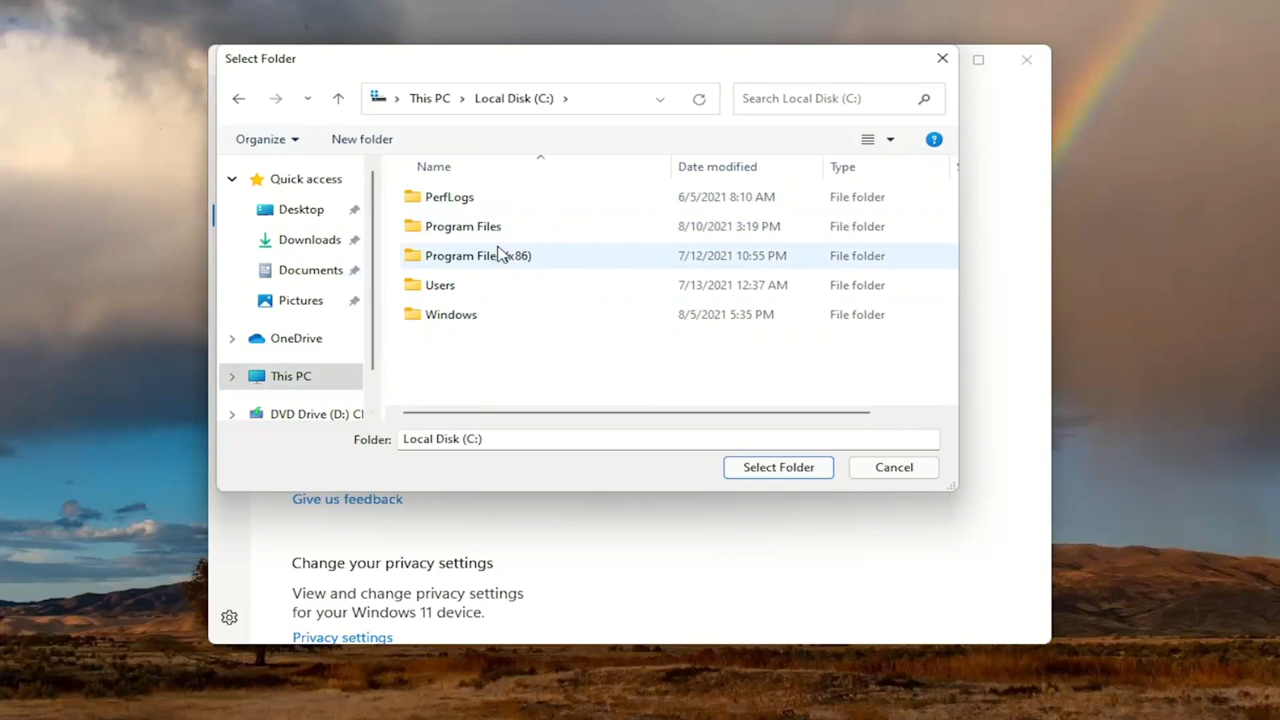 Select Folder
This PC > Local Disk (C:) >
Search Local Disk (C:)
Organize
New folder
Name
Date modified
Type
Quick access
Desktop
Downloads
Documents
Pictures
OneDrive
This PC
DVD Drive (D:)
PerfLogs 6/5/2021 8:10 AM File folder
Program Files 8/10/2021 3:19 PM File folder
Program Files (x86) 7/12/2021 10:55 PM File folder
Users 7/13/2021 12:37 AM File folder
Windows 8/5/2021 5:35 PM File folder
Folder: Local Disk (C:)
Select Folder
Cancel
Give us feedback
Change your privacy settings
View and change privacy settings
for your Windows 11 device.
Privacy settings